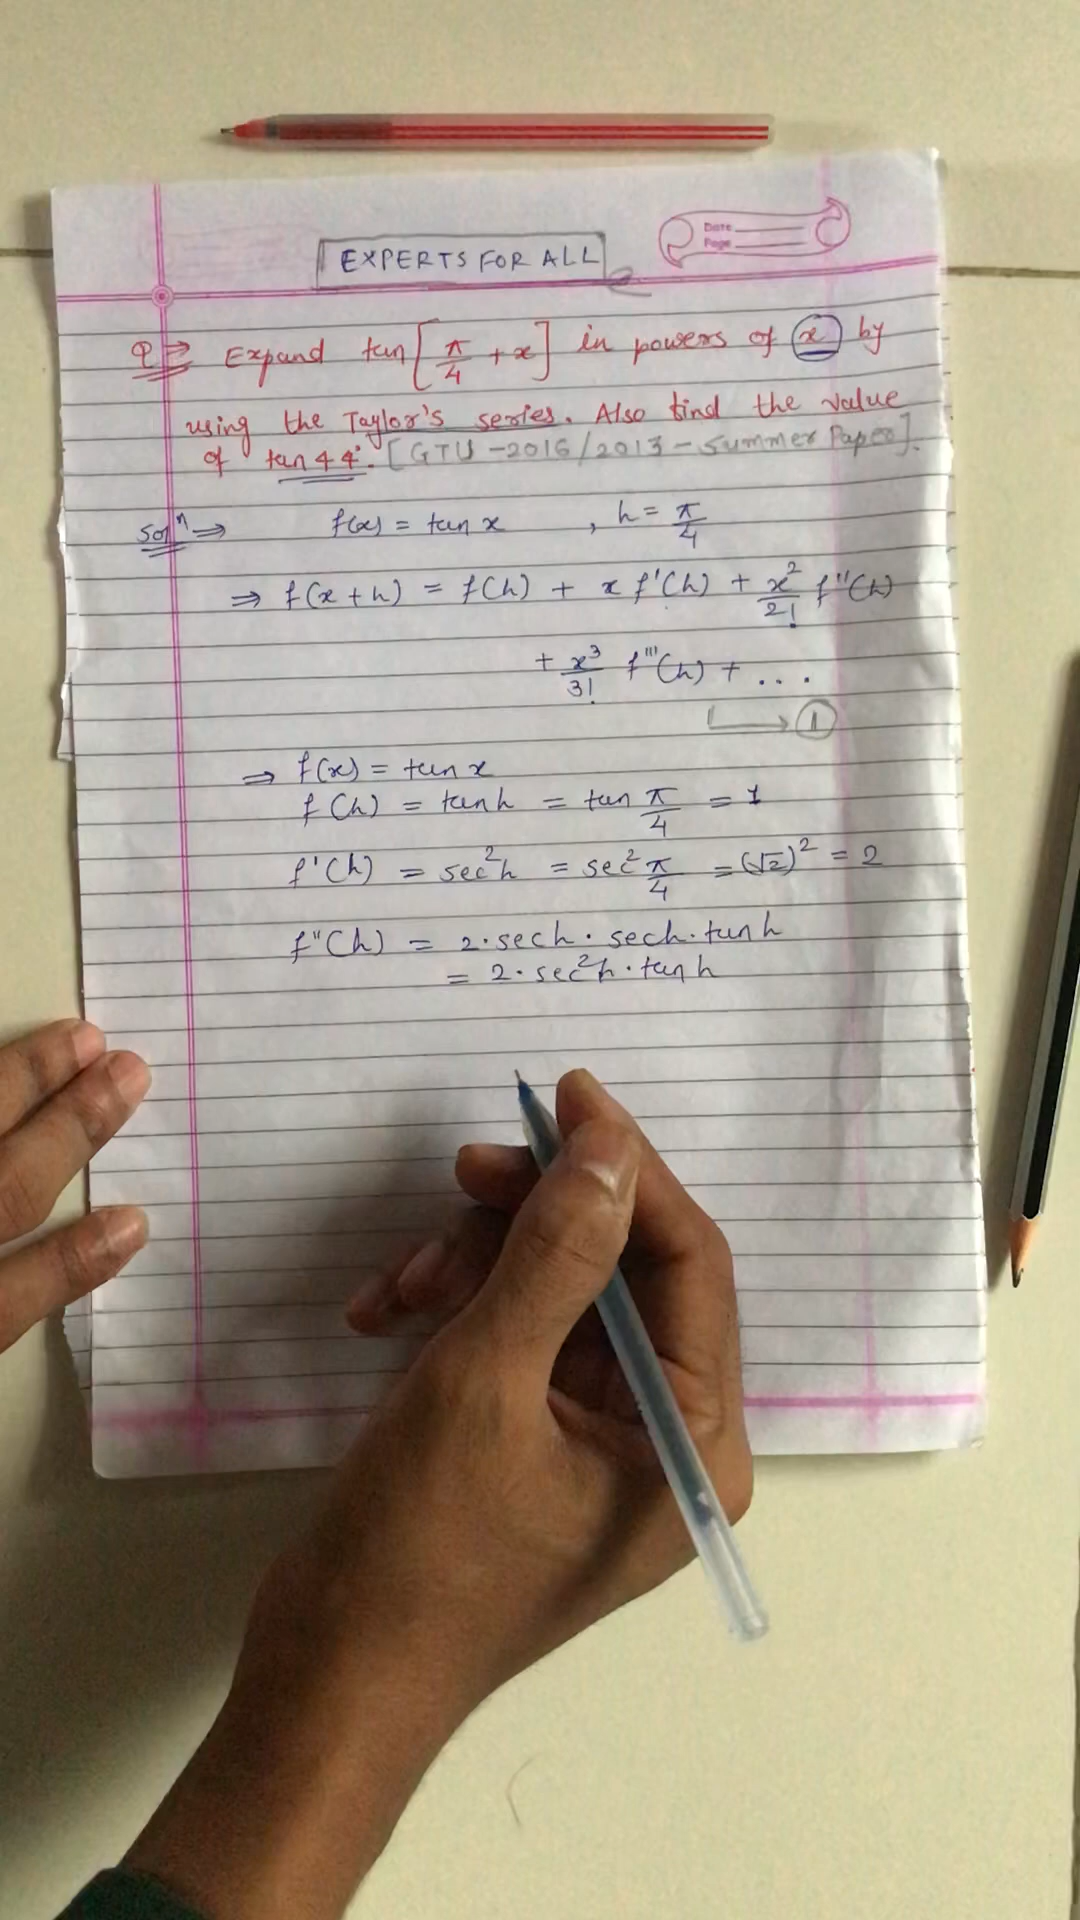 EXPERTS FOR ALL
Date
Page
Q ⇒ Expand tan[π/4 + x] in powers of x by
using the Taylor's series. Also find the value
of tan 44°. [GTU - 2016/2013 - Summer Paper].
Solⁿ ⇒ f(x) = tan x , h = π/4
⇒ f(x + h) = f(h) + x f'(h) + x²/2! f''(h)
+ x³/3! f'''(h) + ...
→ ①
⇒ f(x) = tan x
f(h) = tan h = tan π/4 = 1
f'(h) = sec²h = sec² π/4 = (√2)² = 2
f''(h) = 2·sec h · sec h · tan h
= 2·sec²h · tan h